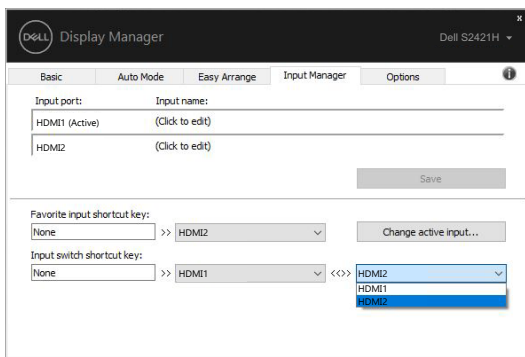 x
DELL Display Manager Dell S2421H
Basic Auto Mode Easy Arrange Input Manager Options i
Input port: Input name:
HDMI1 (Active) (Click to edit)
HDMI2 (Click to edit)
Save
Favorite input shortcut key:
None >> HDMI2 Change active input...
Input switch shortcut key:
None >> HDMI1 <<>> HDMI2
HDMI1
HDMI2